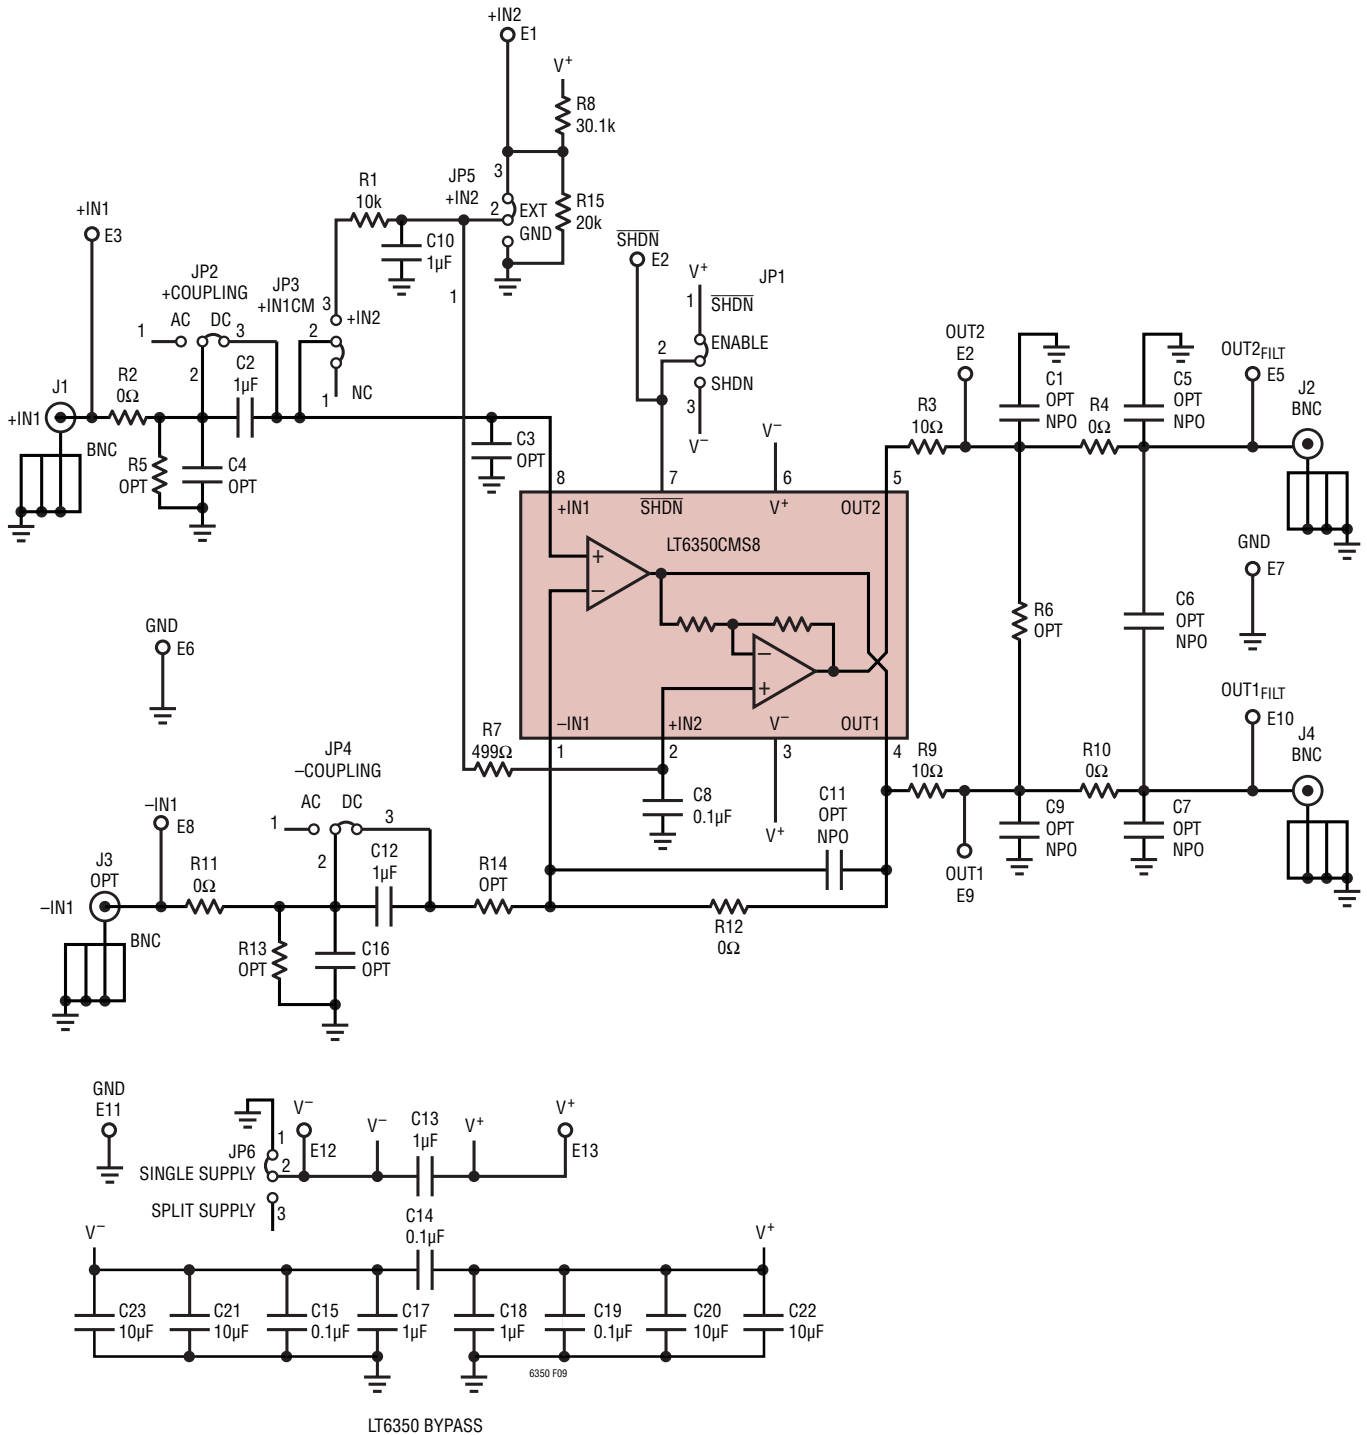 +IN2
E1
V+
R8
30.1k
3
JP5
+IN2
2
EXT
GND
R15
20k
R1
10k
C10
1µF
+IN1
E3
SHDN
E2
V+
JP1
1
SHDN
2
ENABLE
SHDN
3
V–
JP2
+COUPLING
AC
DC
1
3
2
JP3
+IN1CM
3
+IN2
2
1
NC
1
C2
1µF
J1
+IN1
BNC
R2
0Ω
R5
OPT
C4
OPT
C3
OPT
V–
8
7
6
5
+IN1
SHDN
V+
OUT2
LT6350CMS8
+
–
–
+
–IN1
+IN2
V–
OUT1
1
2
3
4
V+
R7
499Ω
C8
0.1µF
C11
OPT
NPO
OUT2
E2
R3
10Ω
C1
OPT
NPO
R4
0Ω
C5
OPT
NPO
OUT2FILT
E5
J2
BNC
GND
E7
R6
OPT
C6
OPT
NPO
OUT1FILT
E10
J4
BNC
R9
10Ω
R10
0Ω
C9
OPT
NPO
C7
OPT
NPO
OUT1
E9
GND
E6
JP4
–COUPLING
AC
DC
1
3
2
–IN1
E8
J3
OPT
–IN1
BNC
R11
0Ω
C12
1µF
R14
OPT
R12
0Ω
R13
OPT
C16
OPT
GND
E11
JP6
SINGLE SUPPLY
SPLIT SUPPLY
1
2
3
V–
E12
V–
C13
1µF
V+
V+
E13
V–
C14
0.1µF
V+
C23
10µF
C21
10µF
C15
0.1µF
C17
1µF
C18
1µF
C19
0.1µF
C20
10µF
C22
10µF
6350 F09
LT6350 BYPASS